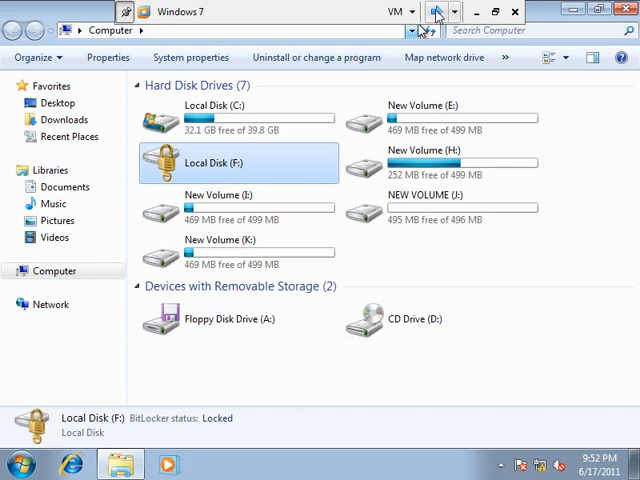 Windows 7
VM
Computer
Search Computer
Organize Properties Uninstall or change a program Map network drive »
Favorites
Desktop
Downloads
Recent Places
Libraries
Documents
Music
Pictures
Videos
Computer
Network
Hard Disk Drives (7)
Local Disk (C:)
32.1 GB free of 39.8 GB
New Volume (E:)
469 MB free of 499 MB
Local Disk (F:)
New Volume (H:)
252 MB free of 499 MB
New Volume (I:)
469 MB free of 499 MB
NEW VOLUME (J:)
495 MB free of 496 MB
New Volume (K:)
469 MB free of 499 MB
Devices with Removable Storage (2)
Floppy Disk Drive (A:)
CD Drive (D:)
Local Disk (F:) BitLocker status: Locked
Local Disk
9:52 PM
6/17/2011